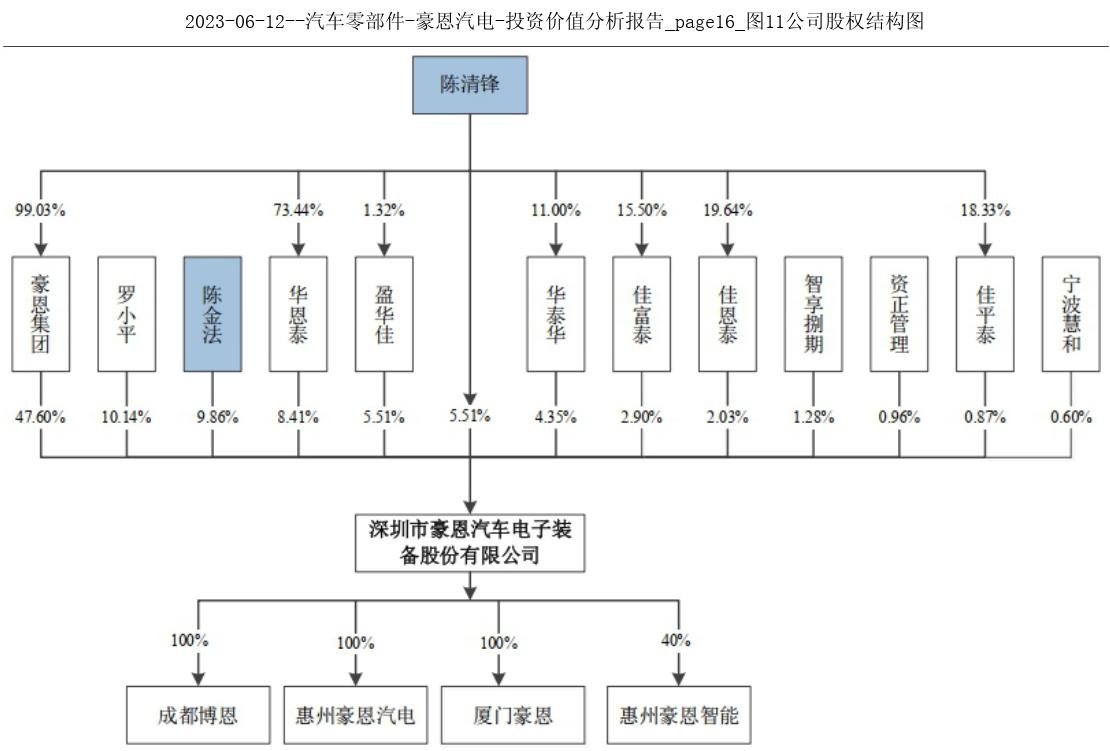 2023-06-12--汽车零部件-豪恩汽电-投资价值分析报告_page16_图11公司股权结构图
陈清锋
99.03% 73.44% 1.32% 11.00% 15.50% 19.64% 18.33%
豪恩集团 罗小平 陈金法 华恩泰 盈华佳 华泰华 佳富泰 佳恩泰 智享捌期 资正管理 佳平泰 宁波慧和
47.60% 10.14% 9.86% 8.41% 5.51% 5.51% 4.35% 2.90% 2.03% 1.28% 0.96% 0.87% 0.60%
深圳市豪恩汽车电子装
备股份有限公司
100% 100% 100% 40%
成都博恩 惠州豪恩汽电 厦门豪恩 惠州豪恩智能